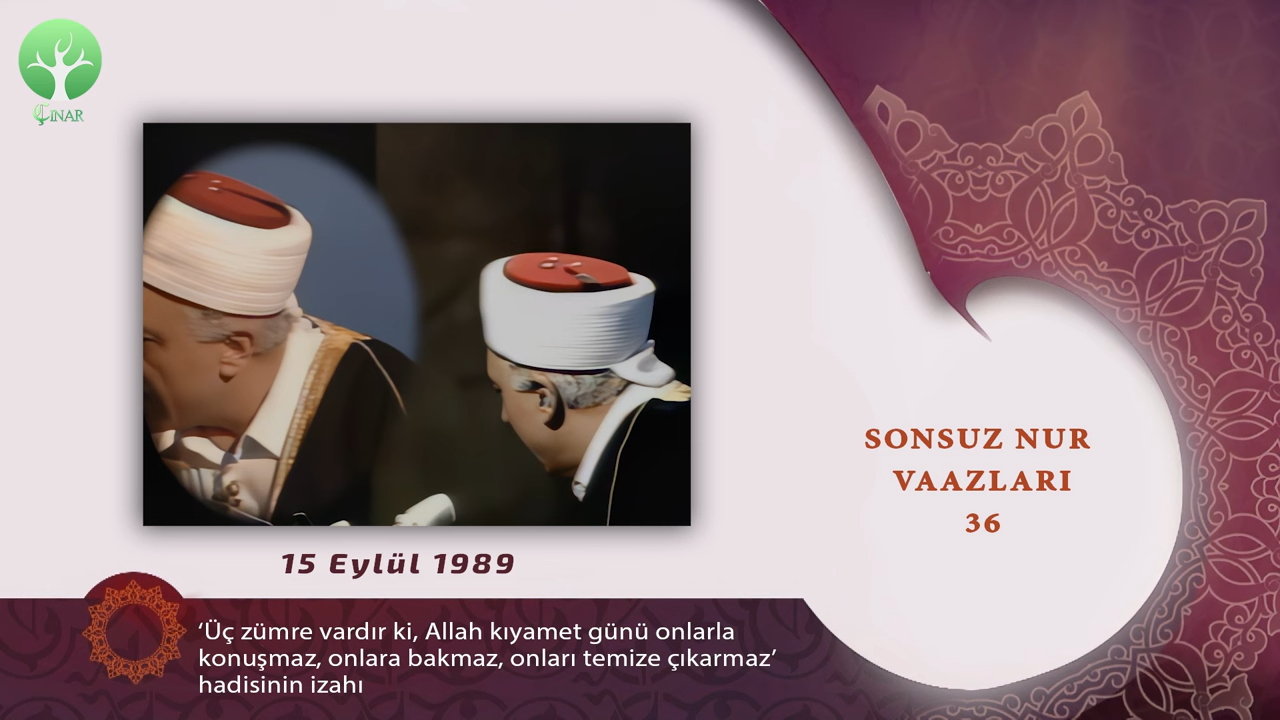 ÇINAR
SONSUZ NUR
VAAZLARI
36
15 Eylül 1989
‘Üç zümre vardır ki, Allah kıyamet günü onlarla
konuşmaz, onlara bakmaz, onları temize çıkarmaz’
hadisinin izahı